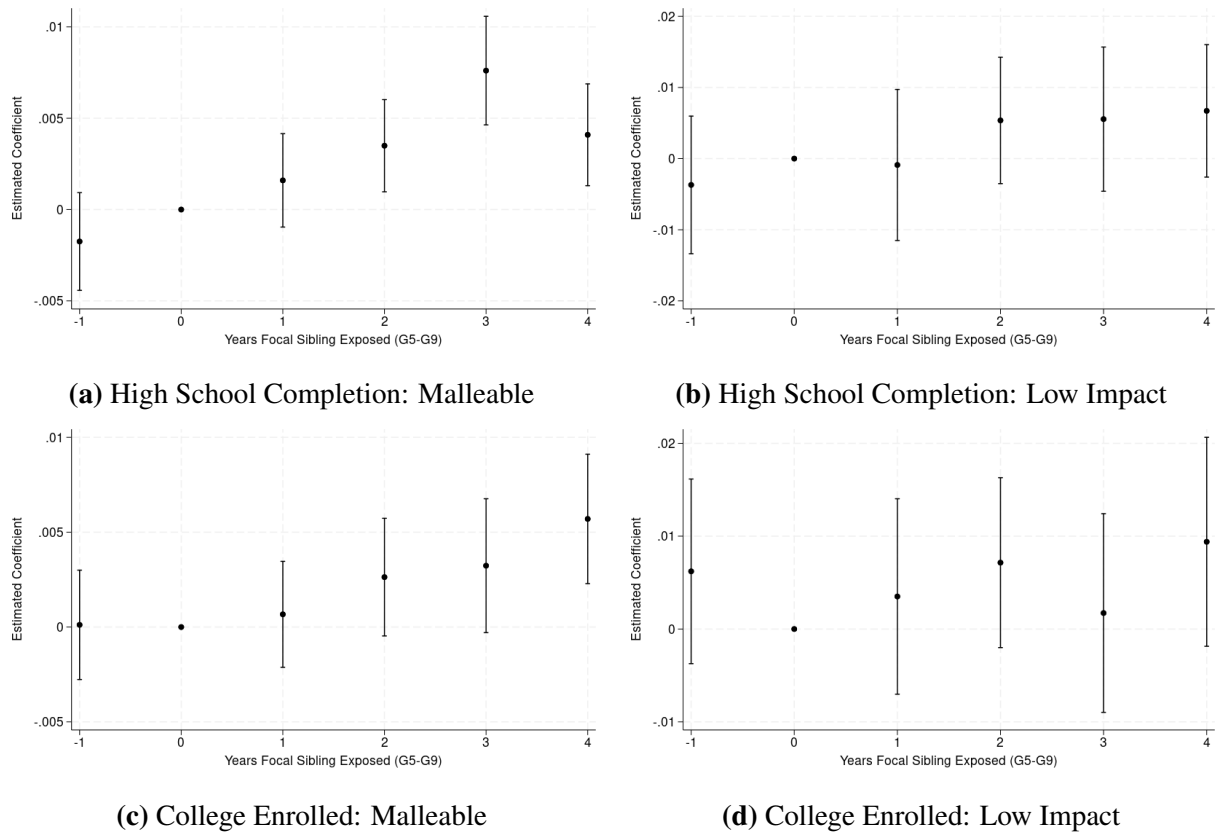 .01
.005
0
-.005
Estimated Coefficient
-1 0 1 2 3 4
Years Focal Sibling Exposed (G5-G9)
(a) High School Completion: Malleable
.02
.01
0
-.01
-.02
Estimated Coefficient
-1 0 1 2 3 4
Years Focal Sibling Exposed (G5-G9)
(b) High School Completion: Low Impact
.01
.005
0
-.005
Estimated Coefficient
-1 0 1 2 3 4
Years Focal Sibling Exposed (G5-G9)
(c) College Enrolled: Malleable
.02
.01
0
-.01
Estimated Coefficient
-1 0 1 2 3 4
Years Focal Sibling Exposed (G5-G9)
(d) College Enrolled: Low Impact